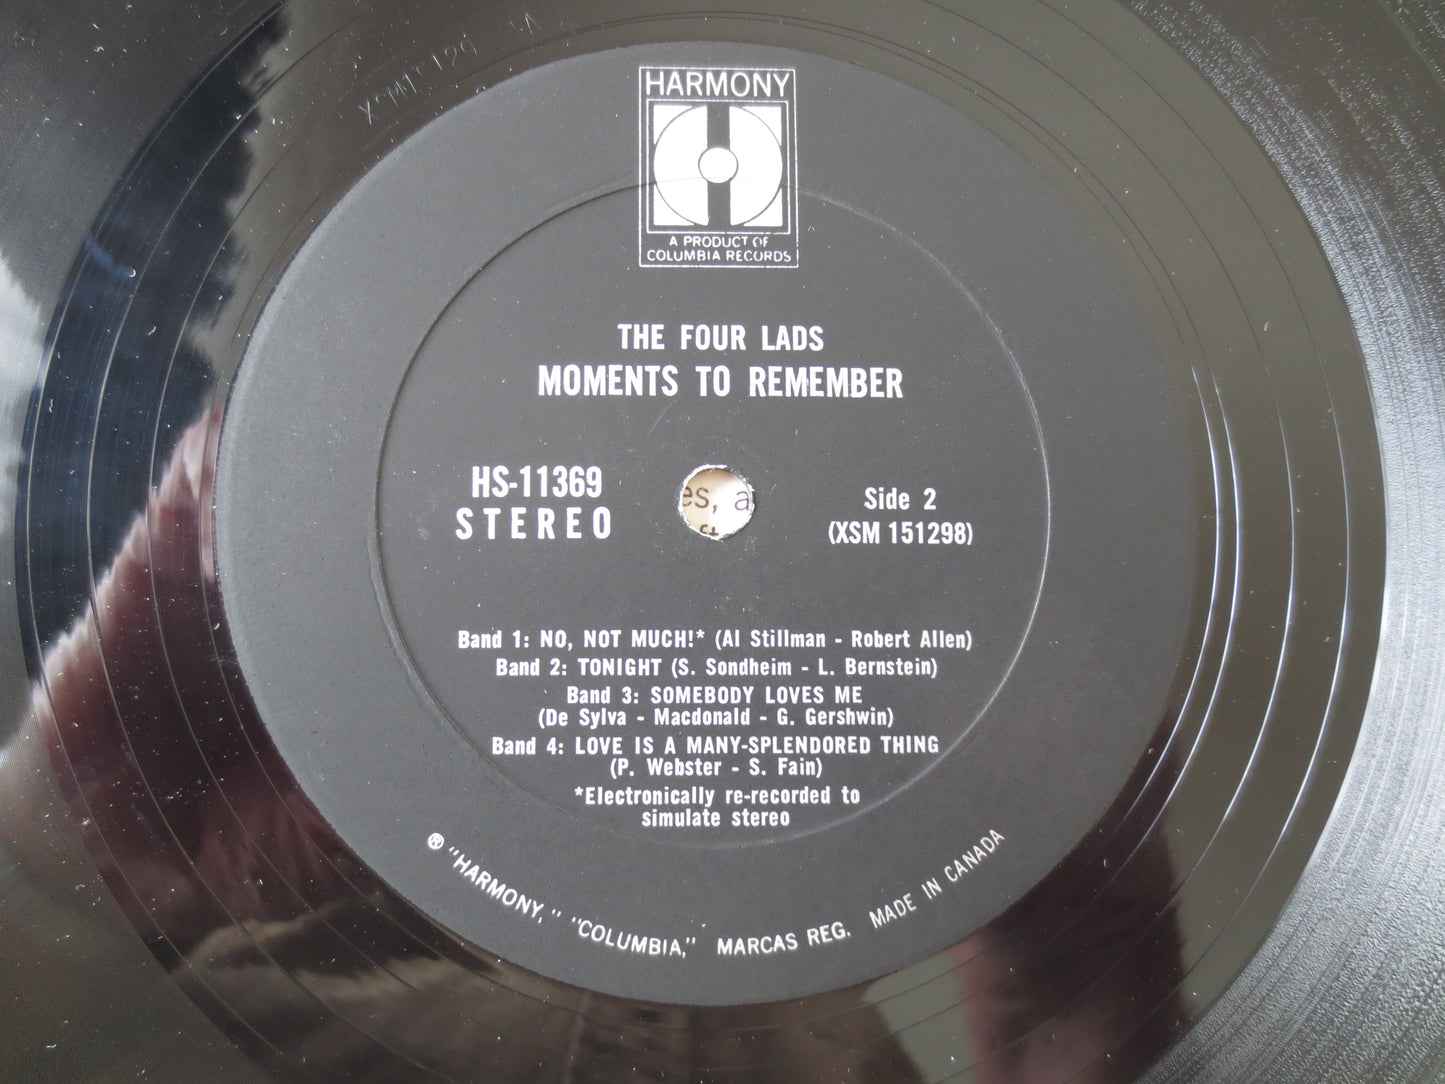 HARMONY
A PRODUCT OF
COLUMBIA RECORDS
THE FOUR LADS
MOMENTS TO REMEMBER
HS-11369
STEREO
Side 2
(XSM 151298)
es, a
Band 1: NO, NOT MUCH!* (Al Stillman - Robert Allen)
Band 2: TONIGHT (S. Sondheim - L. Bernstein)
Band 3: SOMEBODY LOVES ME
(De Sylva - Macdonald - G. Gershwin)
Band 4: LOVE IS A MANY-SPLENDORED THING
(P. Webster - S. Fain)
*Electronically re-recorded to
simulate stereo
® "HARMONY," "COLUMBIA," MARCAS REG. MADE IN CANADA